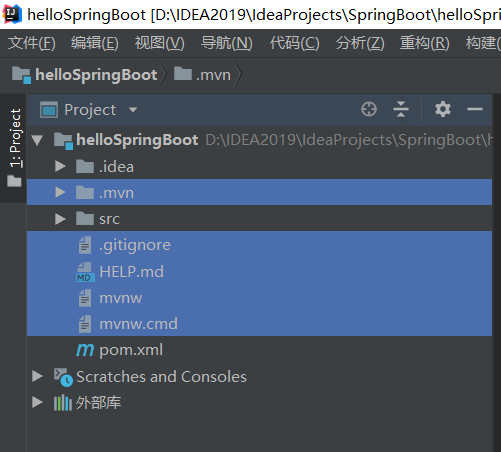 helloSpringBoot [D:\IDEA2019\IdeaProjects\SpringBoot\helloSpri
文件(F) 编辑(E) 视图(V) 导航(N) 代码(C) 分析(Z) 重构(R) 构建(
helloSpringBoot .mvn
1: Project
Project
helloSpringBoot D:\IDEA2019\IdeaProjects\SpringBoot\h
.idea
.mvn
src
.gitignore
MD HELP.md
mvnw
mvnw.cmd
m pom.xml
Scratches and Consoles
外部库